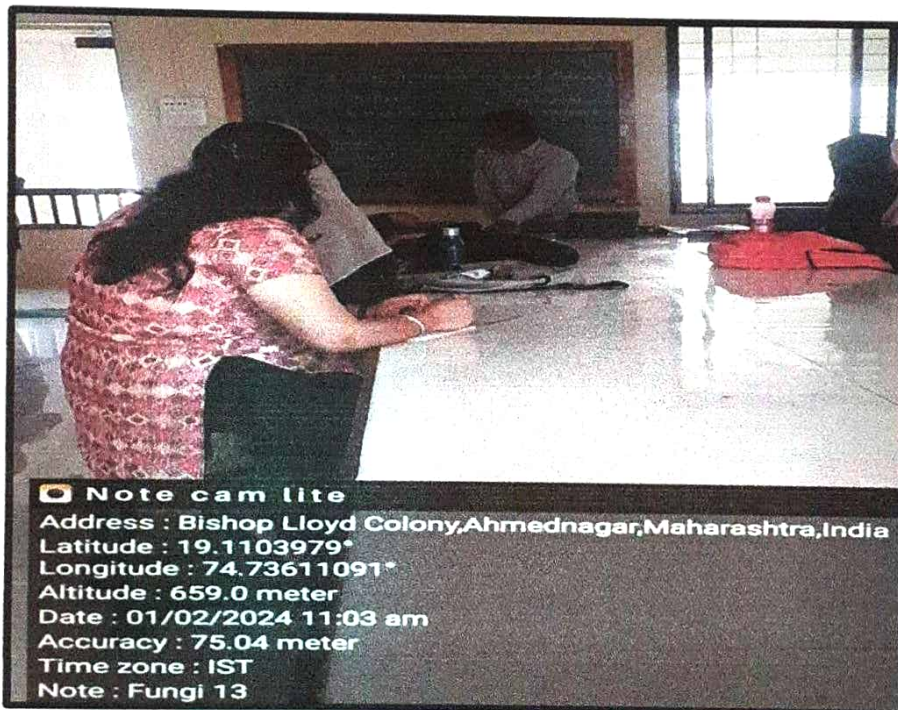 Note cam lite
Address : Bishop Lloyd Colony,Ahmednagar,Maharashtra,India
Latitude : 19.1103979°
Longitude : 74.73611091°
Altitude : 659.0 meter
Date : 01/02/2024 11:03 am
Accuracy : 75.04 meter
Time zone : IST
Note : Fungi 13